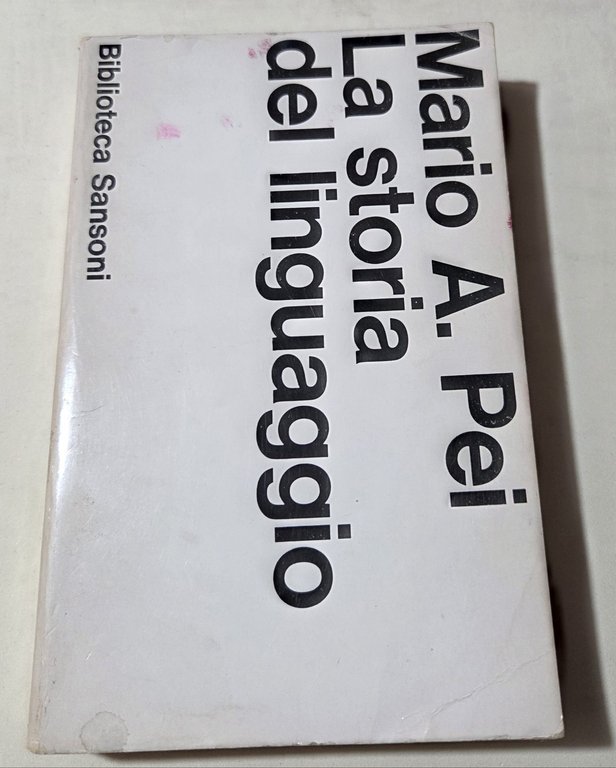 Mario A. Pei
La storia
del linguaggio
Biblioteca Sansoni